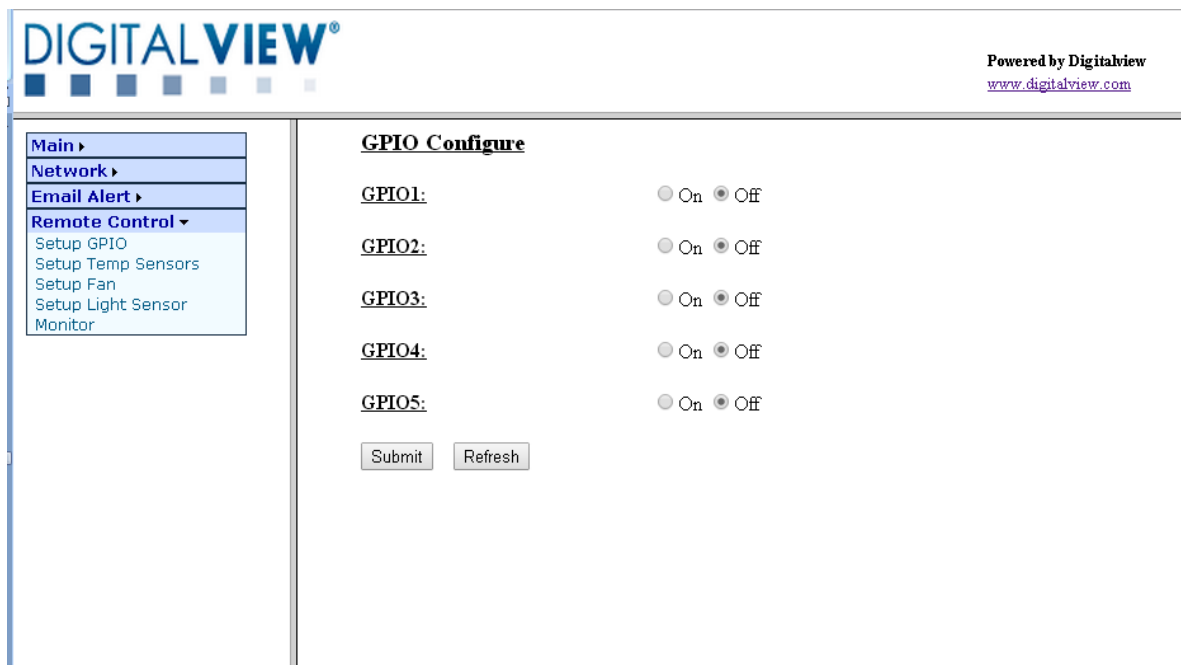 DIGITALVIEW®
Powered by Digitalview
www.digitalview.com
Main
Network
Email Alert
Remote Control
Setup GPIO
Setup Temp Sensors
Setup Fan
Setup Light Sensor
Monitor
GPIO Configure
GPIO1: On Off
GPIO2: On Off
GPIO3: On Off
GPIO4: On Off
GPIO5: On Off
Submit Refresh